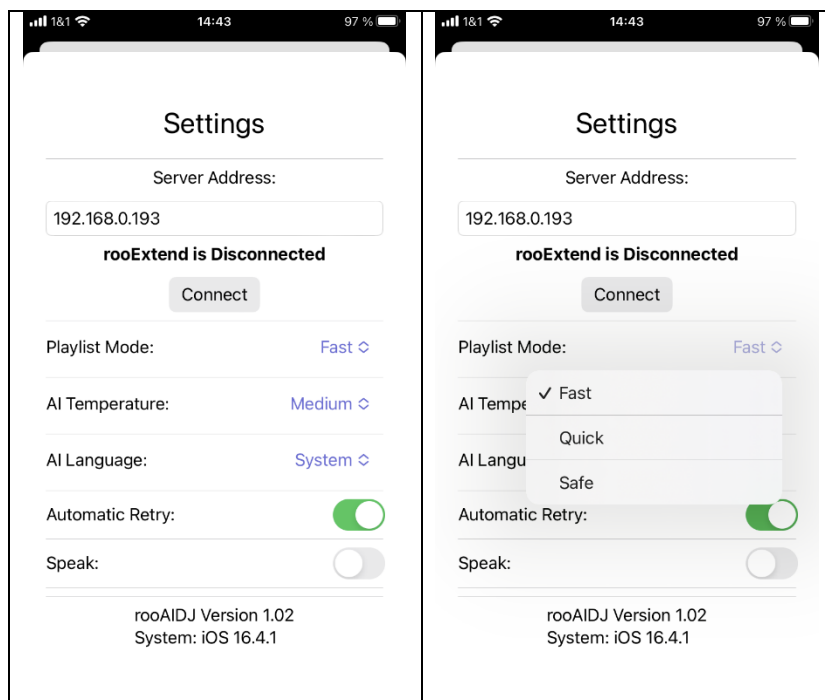 1&1 14:43 97 %
Settings
Server Address:
192.168.0.193
rooExtend is Disconnected
Connect
Playlist Mode: Fast
AI Temperature: Medium
AI Language: System
Automatic Retry:
Speak:
rooAIDJ Version 1.02
System: iOS 16.4.1
1&1 14:43 97 %
Settings
Server Address:
192.168.0.193
rooExtend is Disconnected
Connect
Playlist Mode: Fast
✓ Fast
AI Tempe
Quick
AI Langu
Safe
Automatic Retry:
Speak:
rooAIDJ Version 1.02
System: iOS 16.4.1